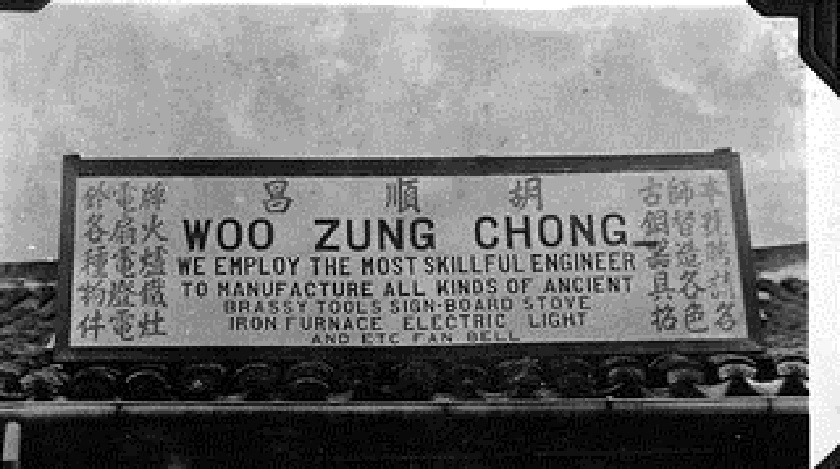 胡順昌
WOO ZUNG CHONG
WE EMPLOY THE MOST SKILLFUL ENGINEER
TO MANUFACTURE ALL KINDS OF ANCIENT
BRASSY TOOLS SIGN-BOARD STOVE
IRON FURNACE ELECTRIC LIGHT
AND ETC FAN BELL
本號聘請名
師督造各色
古銅器具招
牌火爐鐵灶
電扇電燈電
鈴各種物件